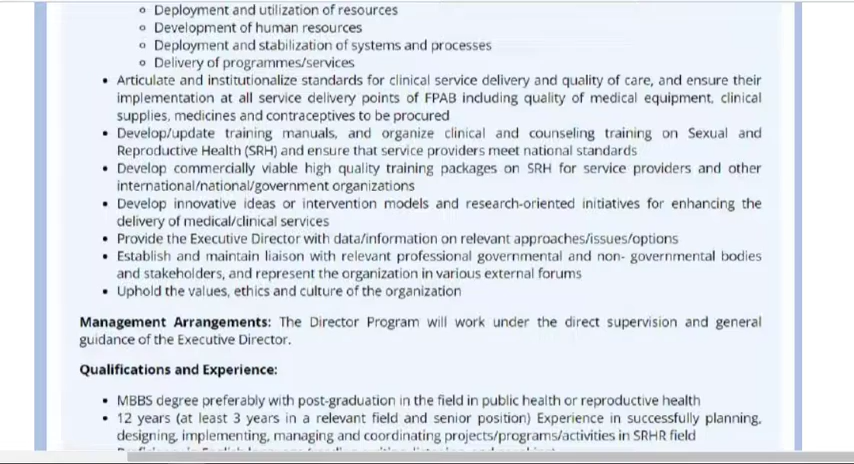 Deployment and utilization of resources
Development of human resources
Deployment and stabilization of systems and processes
Delivery of programmes/services
Articulate and institutionalize standards for clinical service delivery and quality of care, and ensure their
implementation at all service delivery points of FPAB including quality of medical equipment, clinical
supplies, medicines and contraceptives to be procured
Develop/update training manuals, and organize clinical and counseling training on Sexual and
Reproductive Health (SRH) and ensure that service providers meet national standards
Develop commercially viable high quality training packages on SRH for service providers and other
international/national/government organizations
Develop innovative ideas or intervention models and research-oriented initiatives for enhancing the
delivery of medical/clinical services
Provide the Executive Director with data/information on relevant approaches/issues/options
Establish and maintain liaison with relevant professional governmental and non- governmental bodies
and stakeholders, and represent the organization in various external forums
Uphold the values, ethics and culture of the organization
Management Arrangements: The Director Program will work under the direct supervision and general
guidance of the Executive Director.
Qualifications and Experience:
MBBS degree preferably with post-graduation in the field in public health or reproductive health
12 years (at least 3 years in a relevant field and senior position) Experience in successfully planning,
designing, implementing, managing and coordinating projects/programs/activities in SRHR field